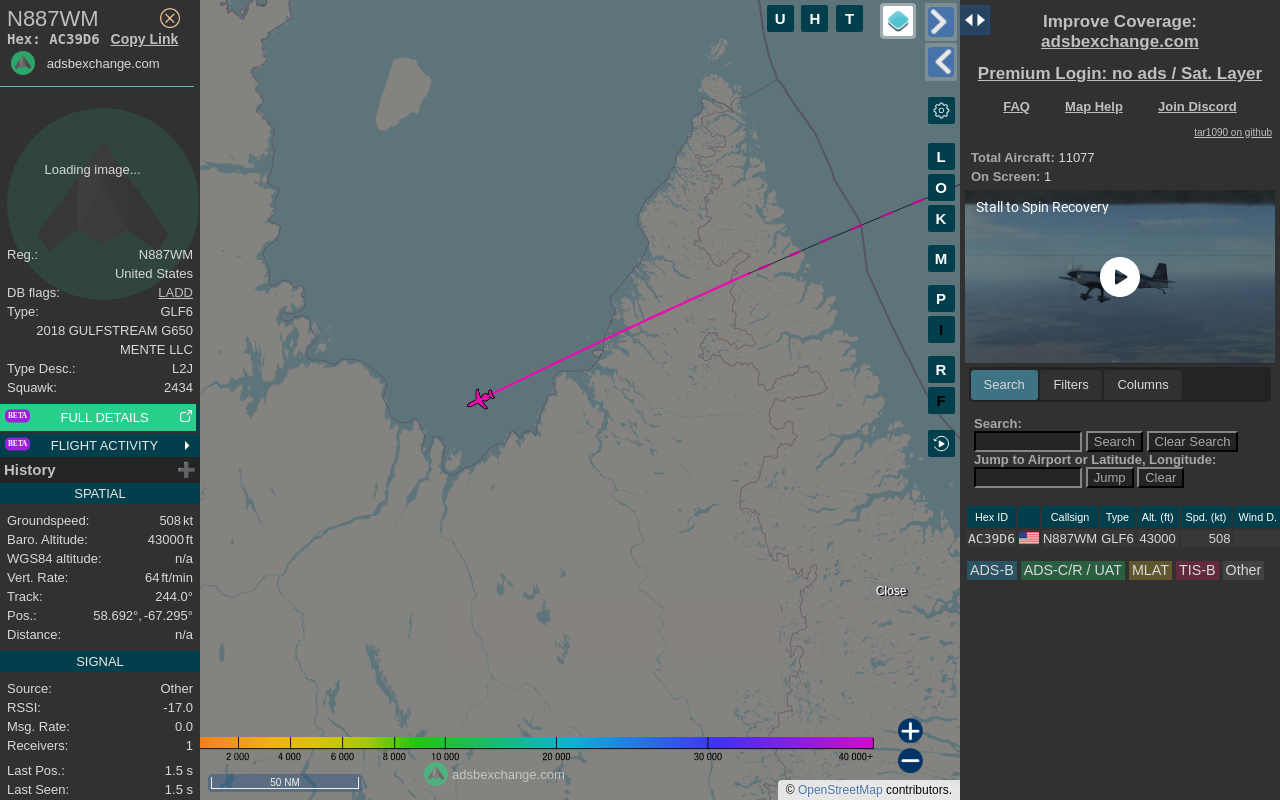 N887WM
Hex: AC39D6 Copy Link
adsbexchange.com
Loading image...
Reg.: N887WM
United States
DB flags: LADD
Type: GLF6
2018 GULFSTREAM G650
MENTE LLC
Type Desc.: L2J
Squawk: 2434
BETA FULL DETAILS
BETA FLIGHT ACTIVITY
History
SPATIAL
Groundspeed: 508 kt
Baro. Altitude: 43000 ft
WGS84 altitude: n/a
Vert. Rate: 64 ft/min
Track: 244.0°
Pos.: 58.692°, -67.295°
Distance: n/a
SIGNAL
Source: Other
RSSI: -17.0
Msg. Rate: 0.0
Receivers: 1
Last Pos.: 1.5 s
Last Seen: 1.5 s
U H T
L
O
K
M
P
I
R
F
Close
2 000 4 000 6 000 8 000 10 000 20 000 30 000 40 000+
50 NM
adsbexchange.com
© OpenStreetMap contributors.
Improve Coverage:
adsbexchange.com
Premium Login: no ads / Sat. Layer
FAQ Map Help Join Discord
tar1090 on github
Total Aircraft: 11077
On Screen: 1
Stall to Spin Recovery
Search Filters Columns
Search:
Search Clear Search
Jump to Airport or Latitude, Longitude:
Jump Clear
Hex ID Callsign Type Alt. (ft) Spd. (kt) Wind D.
AC39D6 N887WM GLF6 43000 508
ADS-B ADS-C/R / UAT MLAT TIS-B Other